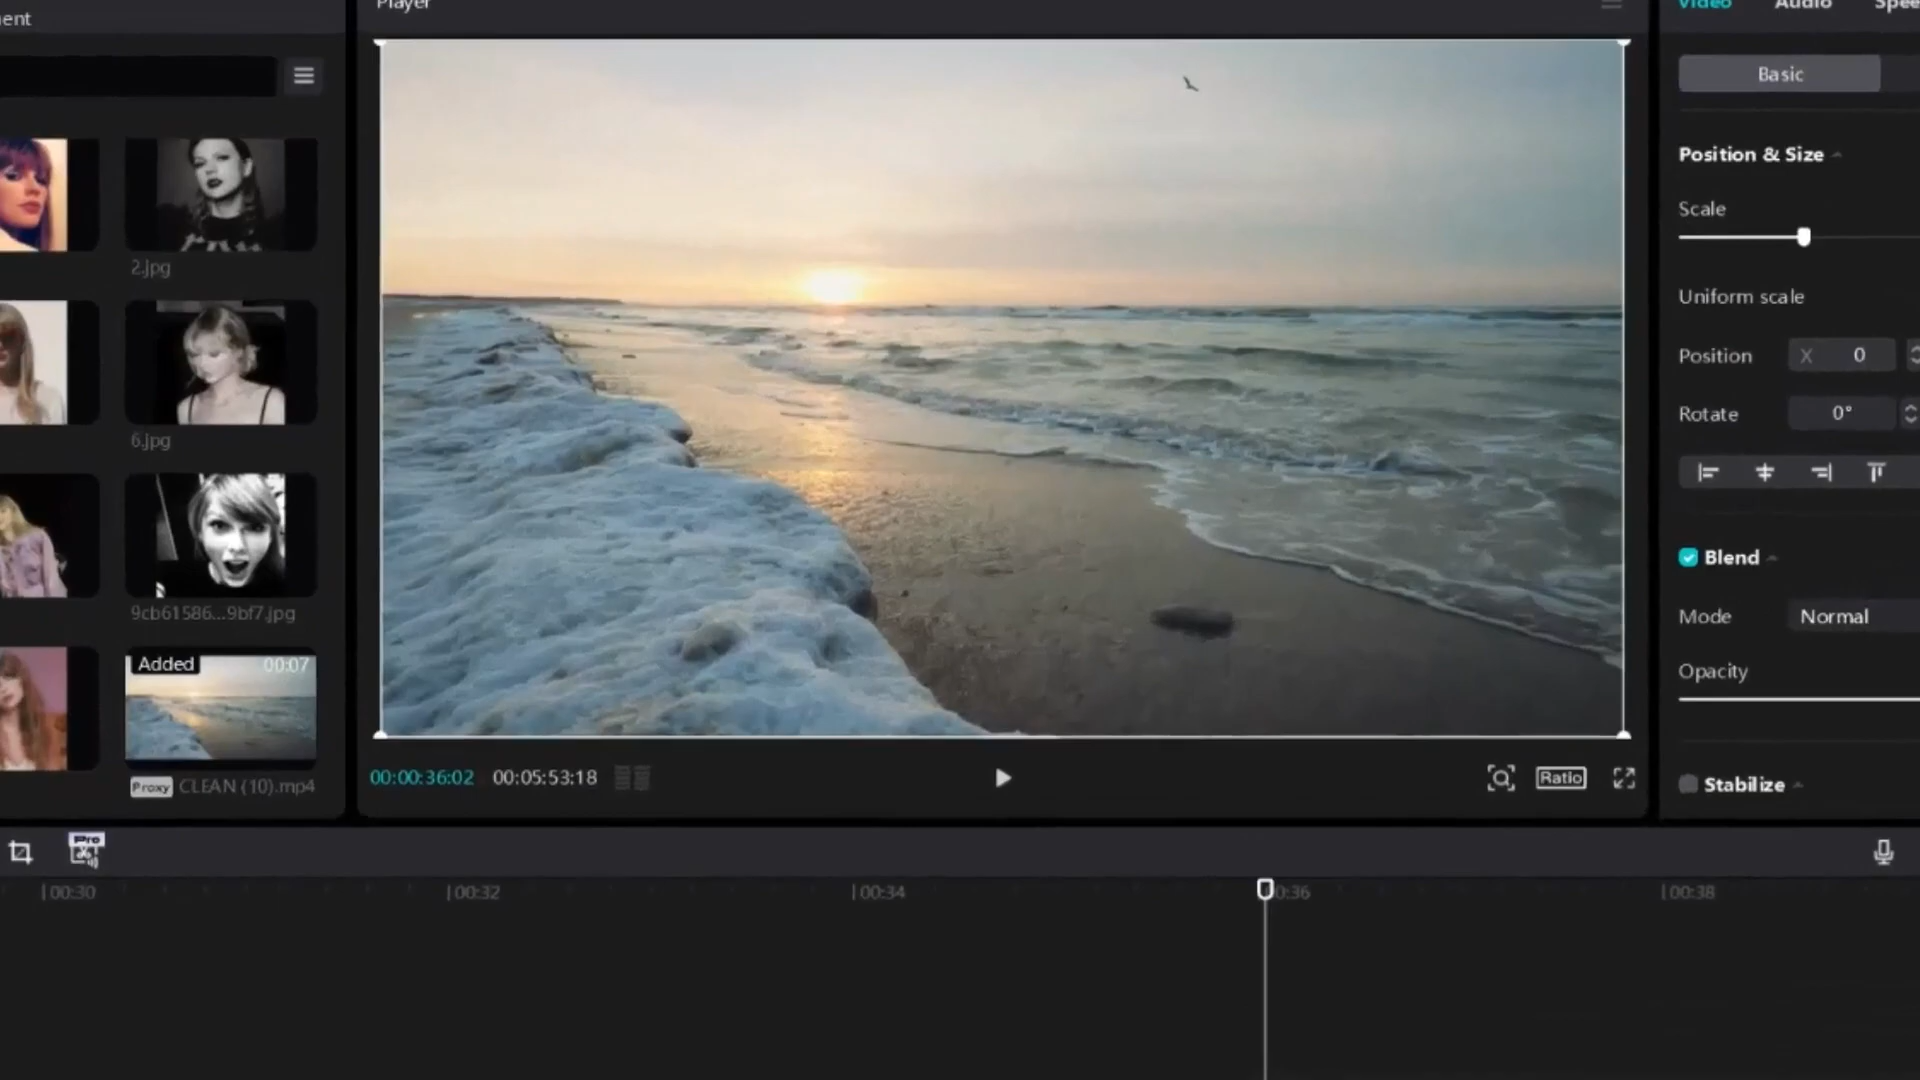 ent
Player
Video Audio Spee
Basic
Position & Size
Scale
2.jpg
Uniform scale
Position X 0
Rotate 0°
6.jpg
Blend
9cb61586...9bf7.jpg
Mode Normal
Added 00:07
Opacity
Proxy CLEAN (10).mp4
00:00:36:02 00:05:53:18
Ratio
Stabilize
Pro
00:30 00:32 00:34 0:36 00:38